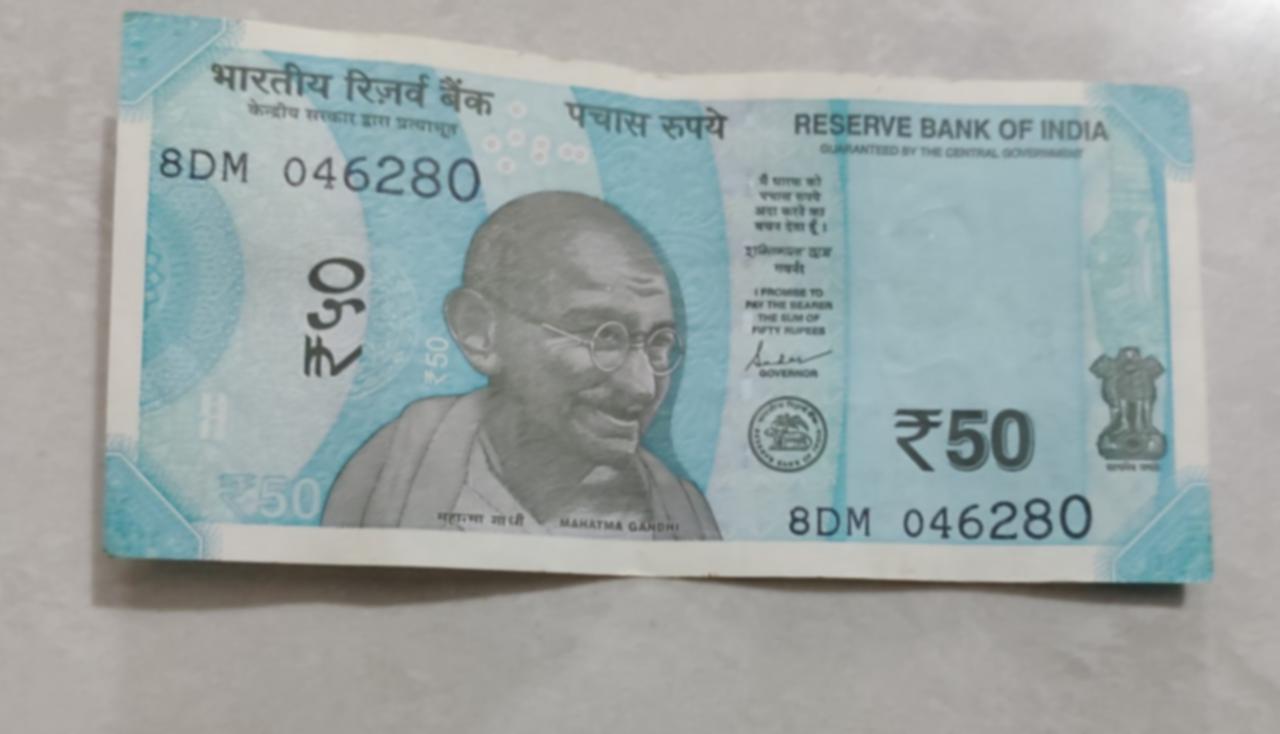 भारतीय रिज़र्व बैंक
केन्द्रीय सरकार द्वारा प्रत्याभूत
पचास रुपये
RESERVE BANK OF INDIA
GUARANTEED BY THE CENTRAL GOVERNMENT
8DM 046280
₹५०
₹50
₹50
मैं धारक को
पचास रुपये
अदा करने का
वचन देता हूँ।
गवर्नर
I PROMISE TO
PAY THE BEARER
THE SUM OF
FIFTY RUPEES
GOVERNOR
₹50
सत्यमेव जयते
महात्मा गांधी
MAHATMA GANDHI
8DM 046280